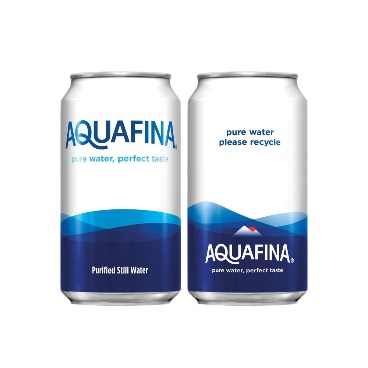 AQUAFINA
pure water, perfect taste
Purified Still Water
pure water
please recycle
AQUAFINA
pure water, perfect taste